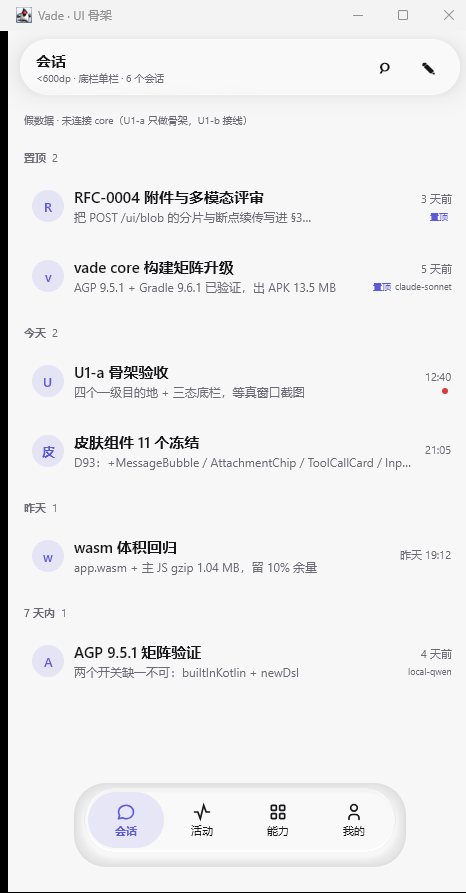 Vade · UI 骨架
会话
<600dp · 底栏单栏 · 6 个会话
假数据 · 未连接 core（U1-a 只做骨架，U1-b 接线）
置顶 2
R
RFC-0004 附件与多模态评审
3 天前
把 POST /ui/blob 的分片与断点续传写进 §3...
置顶
v
vade core 构建矩阵升级
5 天前
AGP 9.5.1 + Gradle 9.6.1 已验证，出 APK 13.5 MB
置顶 claude-sonnet
今天 2
U
U1-a 骨架验收
12:40
四个一级目的地 + 三态底栏，等真窗口截图
皮
皮肤组件 11 个冻结
21:05
D93：+MessageBubble / AttachmentChip / ToolCallCard / Inp...
昨天 1
w
wasm 体积回归
昨天 19:12
app.wasm + 主 JS gzip 1.04 MB，留 10% 余量
7 天内 1
A
AGP 9.5.1 矩阵验证
4 天前
两个开关缺一不可：builtInKotlin + newDsl
local-qwen
会话 活动 能力 我的